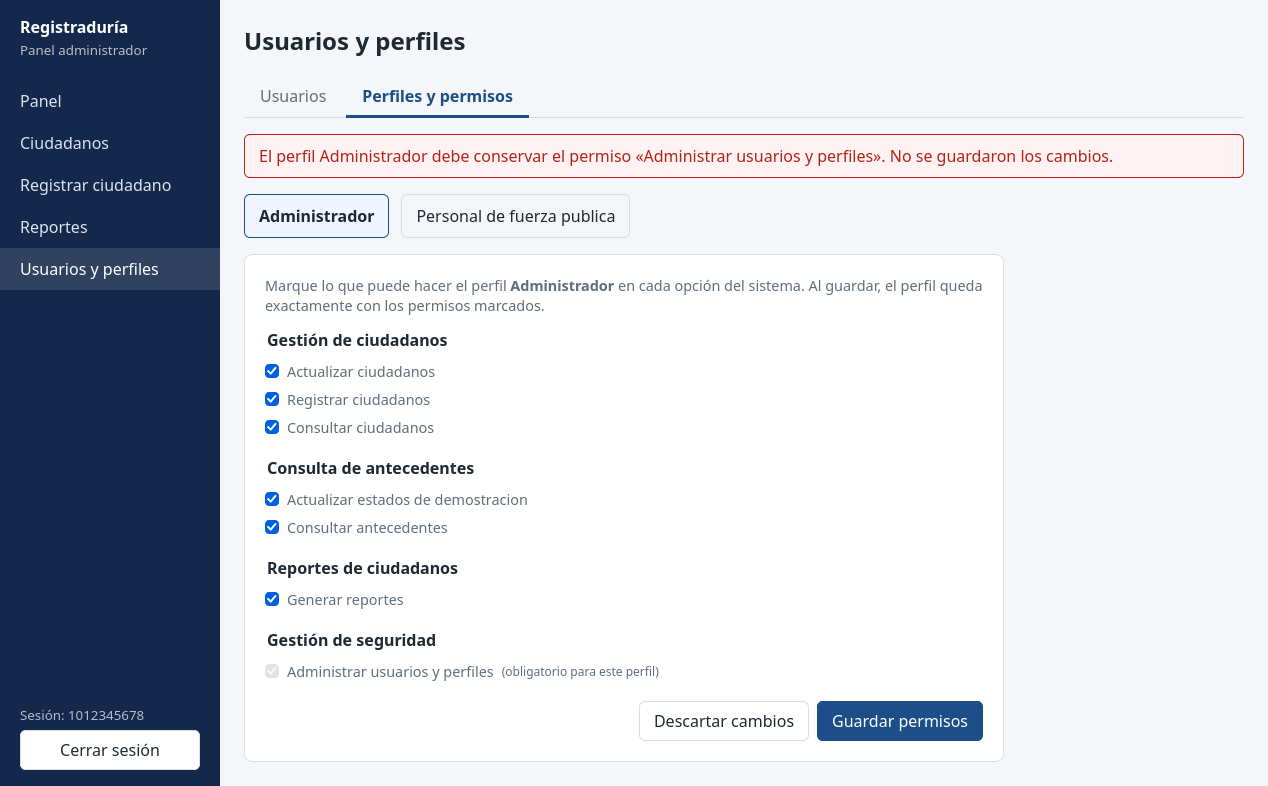 Registraduría
Panel administrador
Panel
Ciudadanos
Registrar ciudadano
Reportes
Usuarios y perfiles
Sesión: 1012345678
Cerrar sesión
Usuarios y perfiles
Usuarios
Perfiles y permisos
El perfil Administrador debe conservar el permiso «Administrar usuarios y perfiles». No se guardaron los cambios.
Administrador
Personal de fuerza publica
Marque lo que puede hacer el perfil Administrador en cada opción del sistema. Al guardar, el perfil queda
exactamente con los permisos marcados.
Gestión de ciudadanos
Actualizar ciudadanos
Registrar ciudadanos
Consultar ciudadanos
Consulta de antecedentes
Actualizar estados de demostracion
Consultar antecedentes
Reportes de ciudadanos
Generar reportes
Gestión de seguridad
Administrar usuarios y perfiles (obligatorio para este perfil)
Descartar cambios
Guardar permisos